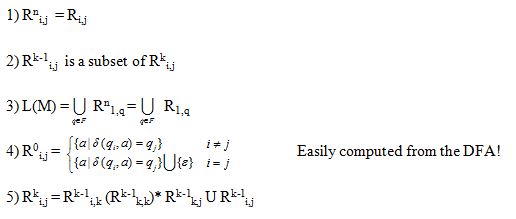 1) Rⁿi,j = Ri,j
2) Rᵏ⁻¹i,j is a subset of Rᵏi,j
3) L(M) = ⋃q∈F Rⁿ1,q = ⋃q∈F R1,q
4) R⁰i,j = { {a | δ(qi, a) = qj} i ≠ j
{a | δ(qi, a) = qj} ⋃ {ε} i = j Easily computed from the DFA!
5) Rᵏi,j = Rᵏ⁻¹i,k (Rᵏ⁻¹k,k)* Rᵏ⁻¹k,j U Rᵏ⁻¹i,j